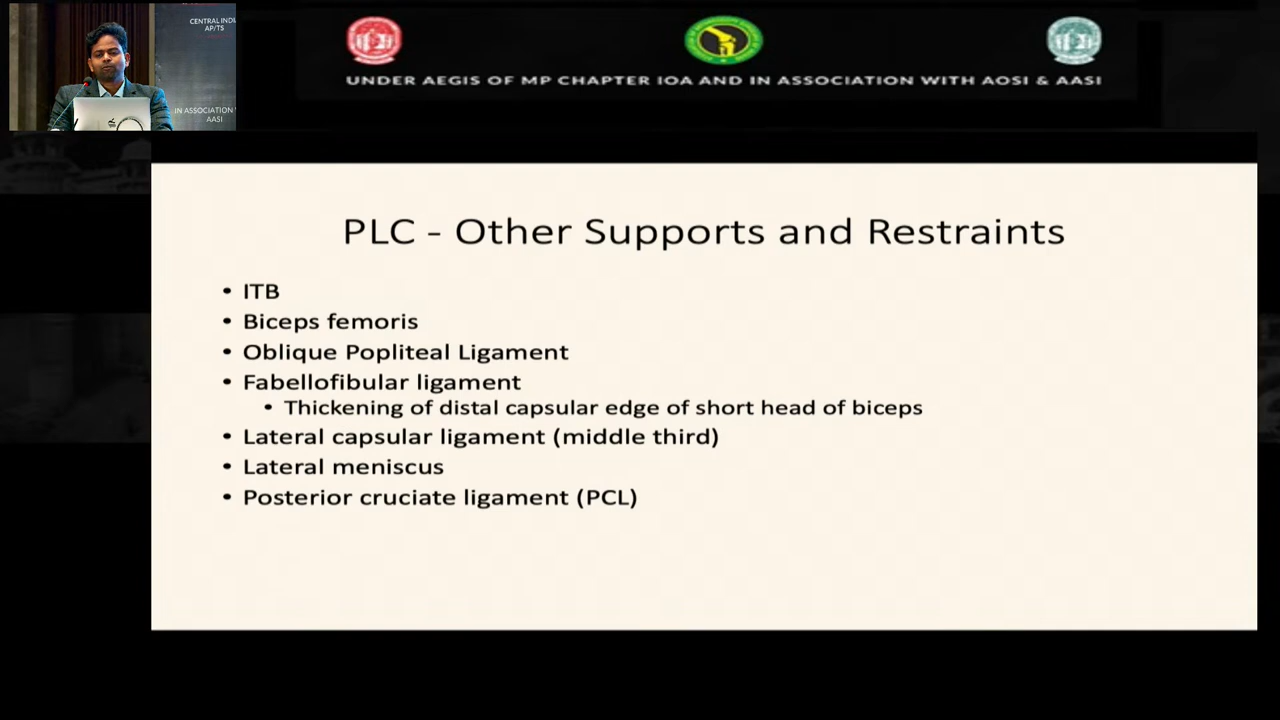 CENTRAL INDI
AP/TS
IN ASSOCIATION W
AASI
UNDER AEGIS OF MP CHAPTER IOA AND IN ASSOCIATION WITH AOSI & AASI
PLC - Other Supports and Restraints
• ITB
• Biceps femoris
• Oblique Popliteal Ligament
• Fabellofibular ligament
• Thickening of distal capsular edge of short head of biceps
• Lateral capsular ligament (middle third)
• Lateral meniscus
• Posterior cruciate ligament (PCL)